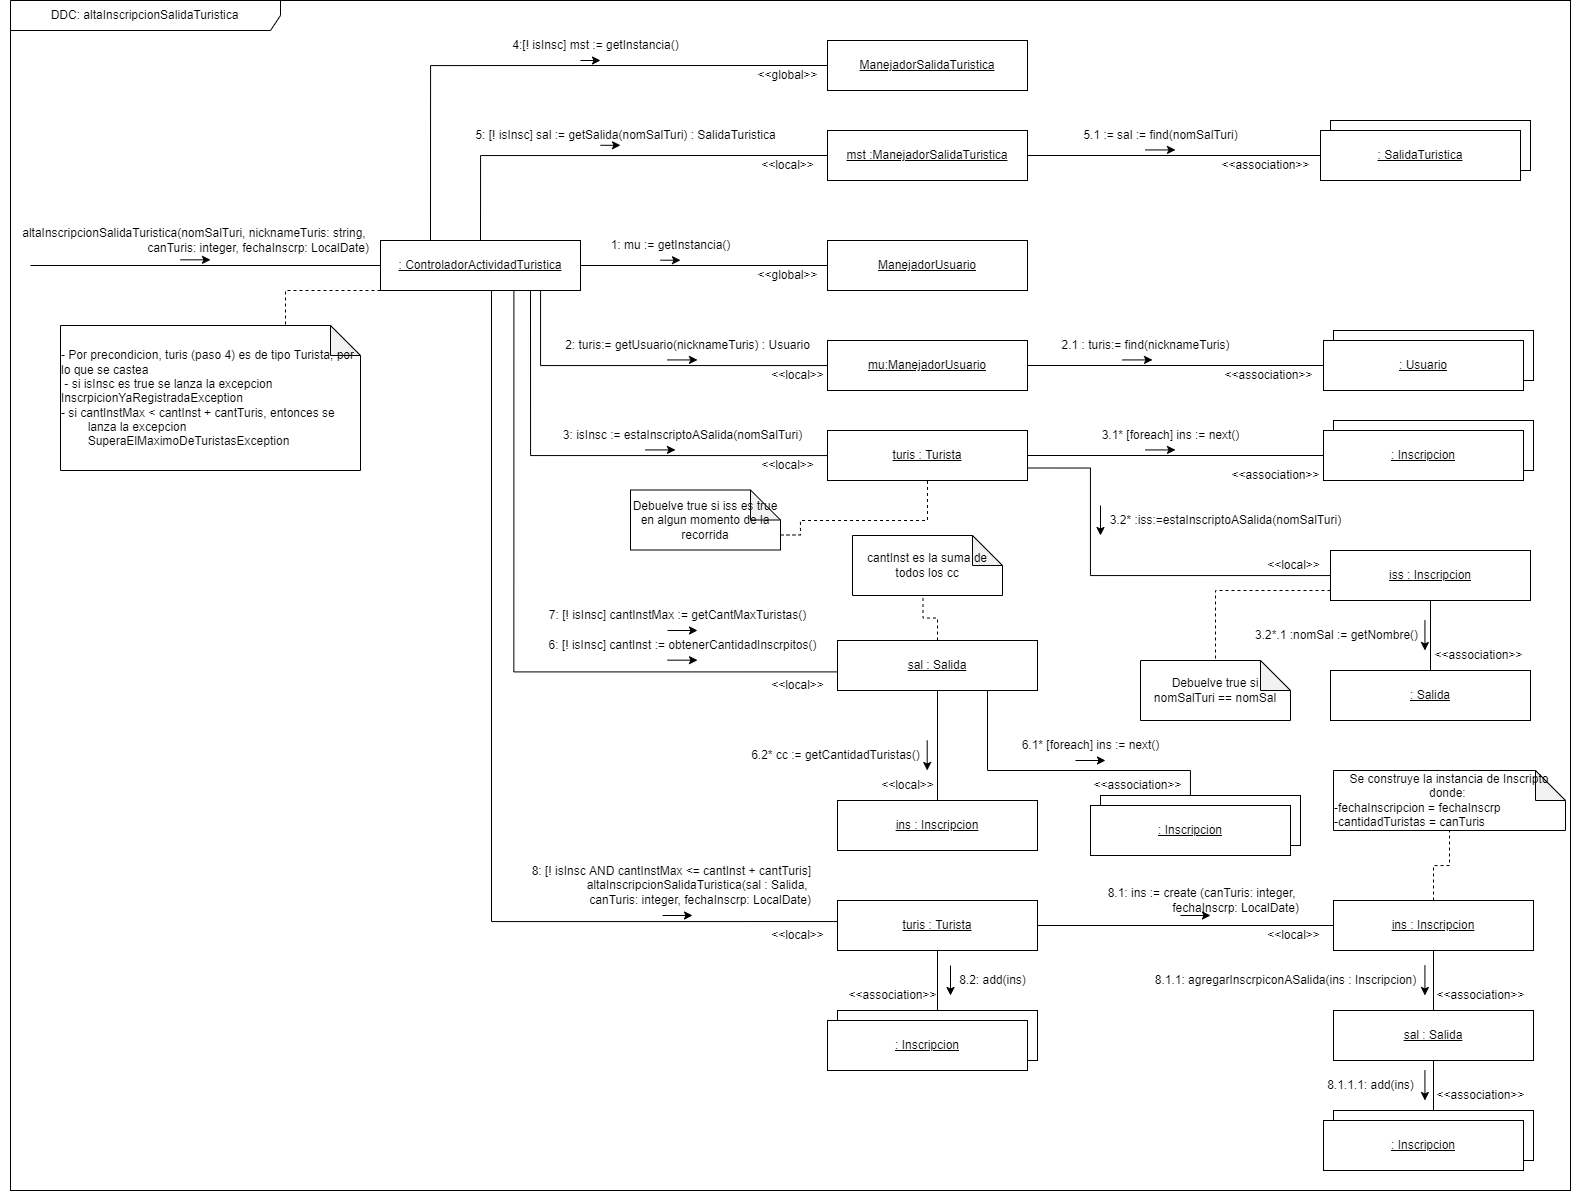 DDC: altaInscripcionSalidaTuristica
4:[! isInsc] mst := getInstancia()
<<global>>
ManejadorSalidaTuristica
5: [! isInsc] sal := getSalida(nomSalTuri) : SalidaTuristica
<<local>>
mst :ManejadorSalidaTuristica
5.1 := sal := find(nomSalTuri)
<<association>>
: SalidaTuristica
altaInscripcionSalidaTuristica(nomSalTuri, nicknameTuris: string,
canTuris: integer, fechaInscrp: LocalDate)
: ControladorActividadTuristica
1: mu := getInstancia()
<<global>>
ManejadorUsuario
- Por precondicion, turis (paso 4) es de tipo Turista, por
lo que se castea
- si isInsc es true se lanza la excepcion
InscrpicionYaRegistradaException
- si cantInstMax < cantInst + cantTuris, entonces se
lanza la excepcion
SuperaElMaximoDeTuristasException
2: turis:= getUsuario(nicknameTuris) : Usuario
<<local>>
mu:ManejadorUsuario
2.1 : turis:= find(nicknameTuris)
<<association>>
: Usuario
3: isInsc := estaInscriptoASalida(nomSalTuri)
<<local>>
turis : Turista
3.1* [foreach] ins := next()
<<association>>
: Inscripcion
Debuelve true si iss es true
en algun momento de la
recorrida
3.2* :iss:=estaInscriptoASalida(nomSalTuri)
<<local>>
iss : Inscripcion
cantInst es la suma de
todos los cc
3.2*.1 :nomSal := getNombre()
<<association>>
: Salida
Debuelve true si
nomSalTuri == nomSal
7: [! isInsc] cantInstMax := getCantMaxTuristas()
6: [! isInsc] cantInst := obtenerCantidadInscrpitos()
<<local>>
sal : Salida
6.2* cc := getCantidadTuristas()
<<local>>
ins : Inscripcion
6.1* [foreach] ins := next()
<<association>>
: Inscripcion
Se construye la instancia de Inscripto
donde:
-fechaInscripcion = fechaInscrp
-cantidadTuristas = canTuris
8: [! isInsc AND cantInstMax <= cantInst + cantTuris]
altaInscripcionSalidaTuristica(sal : Salida,
canTuris: integer, fechaInscrp: LocalDate)
<<local>>
turis : Turista
8.1: ins := create (canTuris: integer,
fechaInscrp: LocalDate)
<<local>>
ins : Inscripcion
8.2: add(ins)
<<association>>
: Inscripcion
8.1.1: agregarInscrpiconASalida(ins : Inscripcion)
<<association>>
sal : Salida
8.1.1.1: add(ins)
<<association>>
: Inscripcion